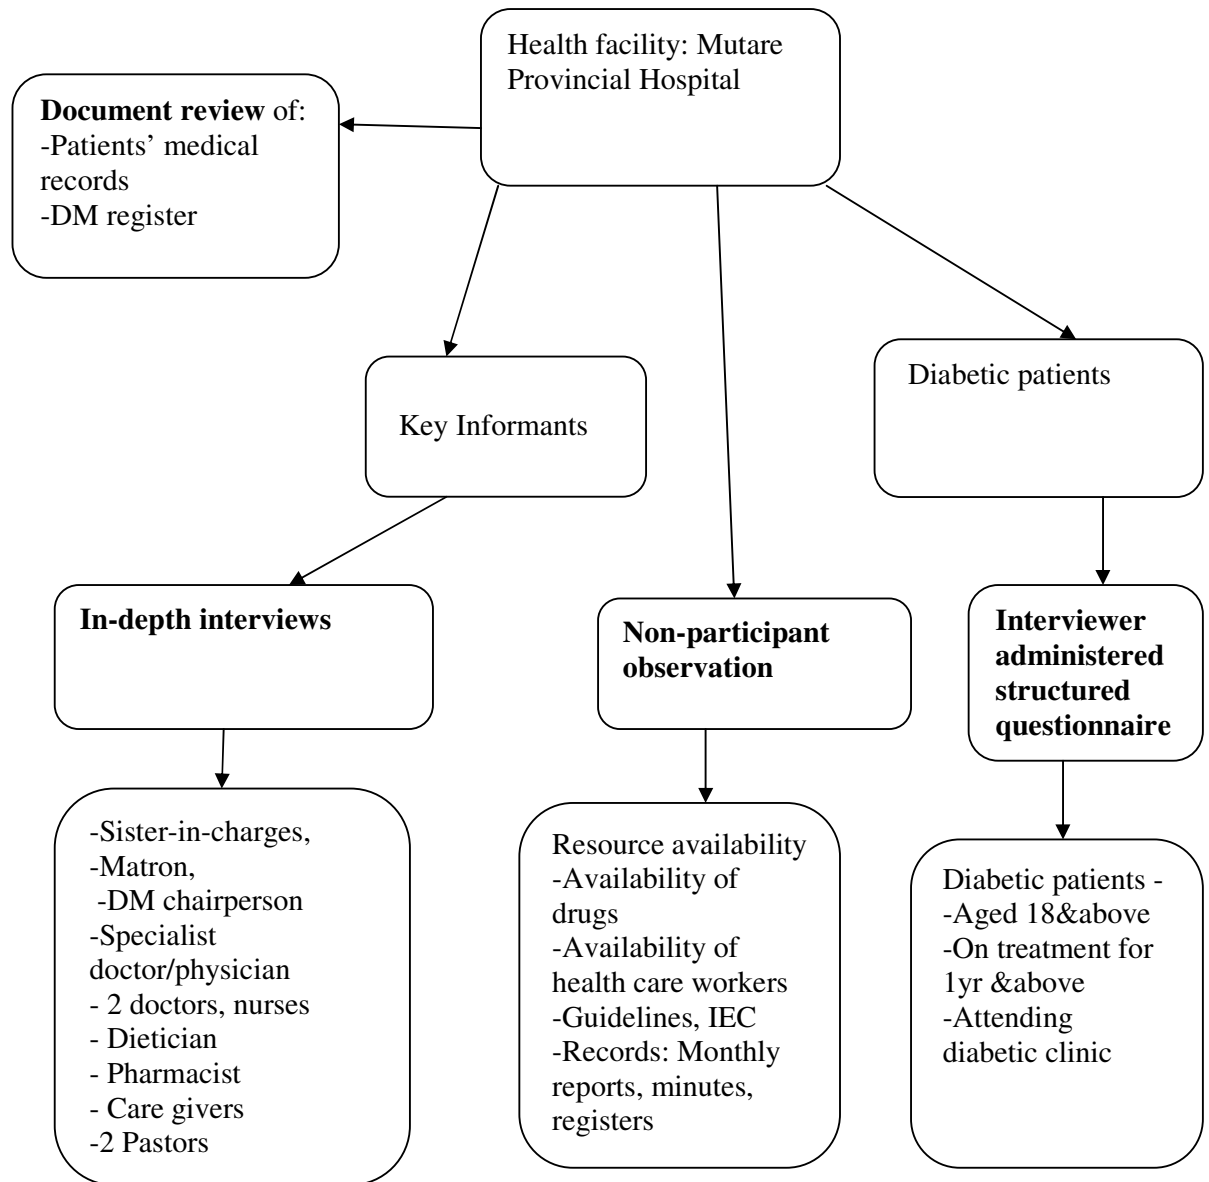 Health facility: Mutare
Provincial Hospital
Document review of:
-Patients’ medical
records
-DM register
Key Informants
Diabetic patients
In-depth interviews
Non-participant
observation
Interviewer
administered
structured
questionnaire
-Sister-in-charges,
-Matron,
-DM chairperson
-Specialist
doctor/physician
- 2 doctors, nurses
- Dietician
- Pharmacist
- Care givers
-2 Pastors
Resource availability
-Availability of
drugs
-Availability of
health care workers
-Guidelines, IEC
-Records: Monthly
reports, minutes,
registers
Diabetic patients -
-Aged 18&above
-On treatment for
1yr &above
-Attending
diabetic clinic